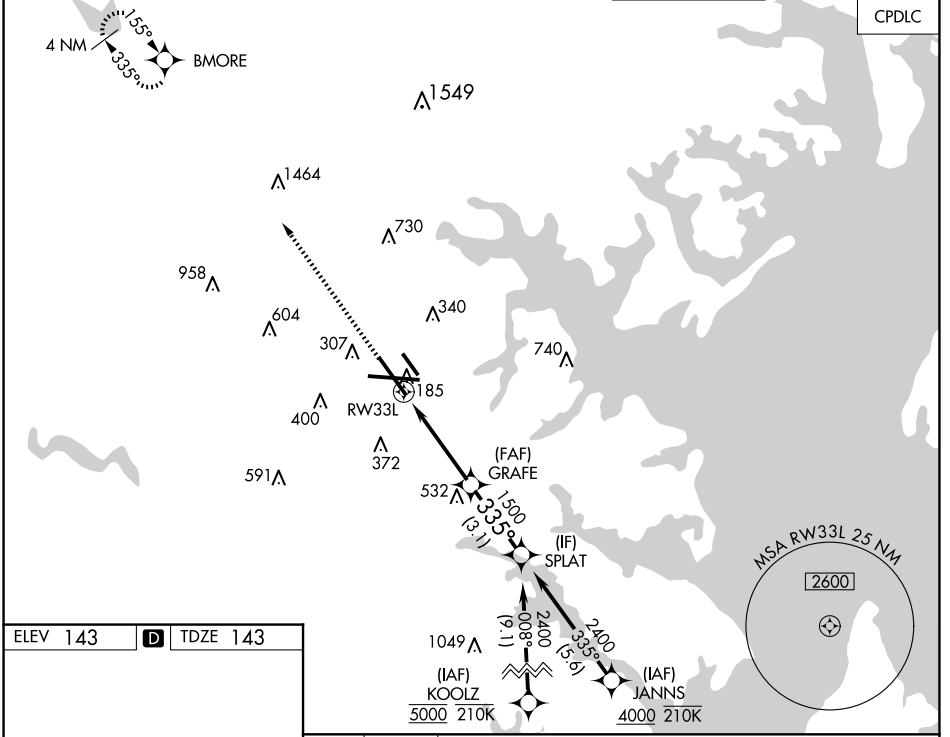 CPDLC
155°
4 NM
335°
BMORE
1549
1464
730
958
604
340
307
740
185
RW33L
400
372
(FAF)
GRAFE
591
532
1500
335°
(3.1)
(IF)
SPLAT
MSA RW33L 25 NM
2600
ELEV 143
D
TDZE 143
1049
2400
008°
(9.1)
2400
335°
(5.6)
(IAF)
KOOLZ
5000 210K
(IAF)
JANNS
4000 210K